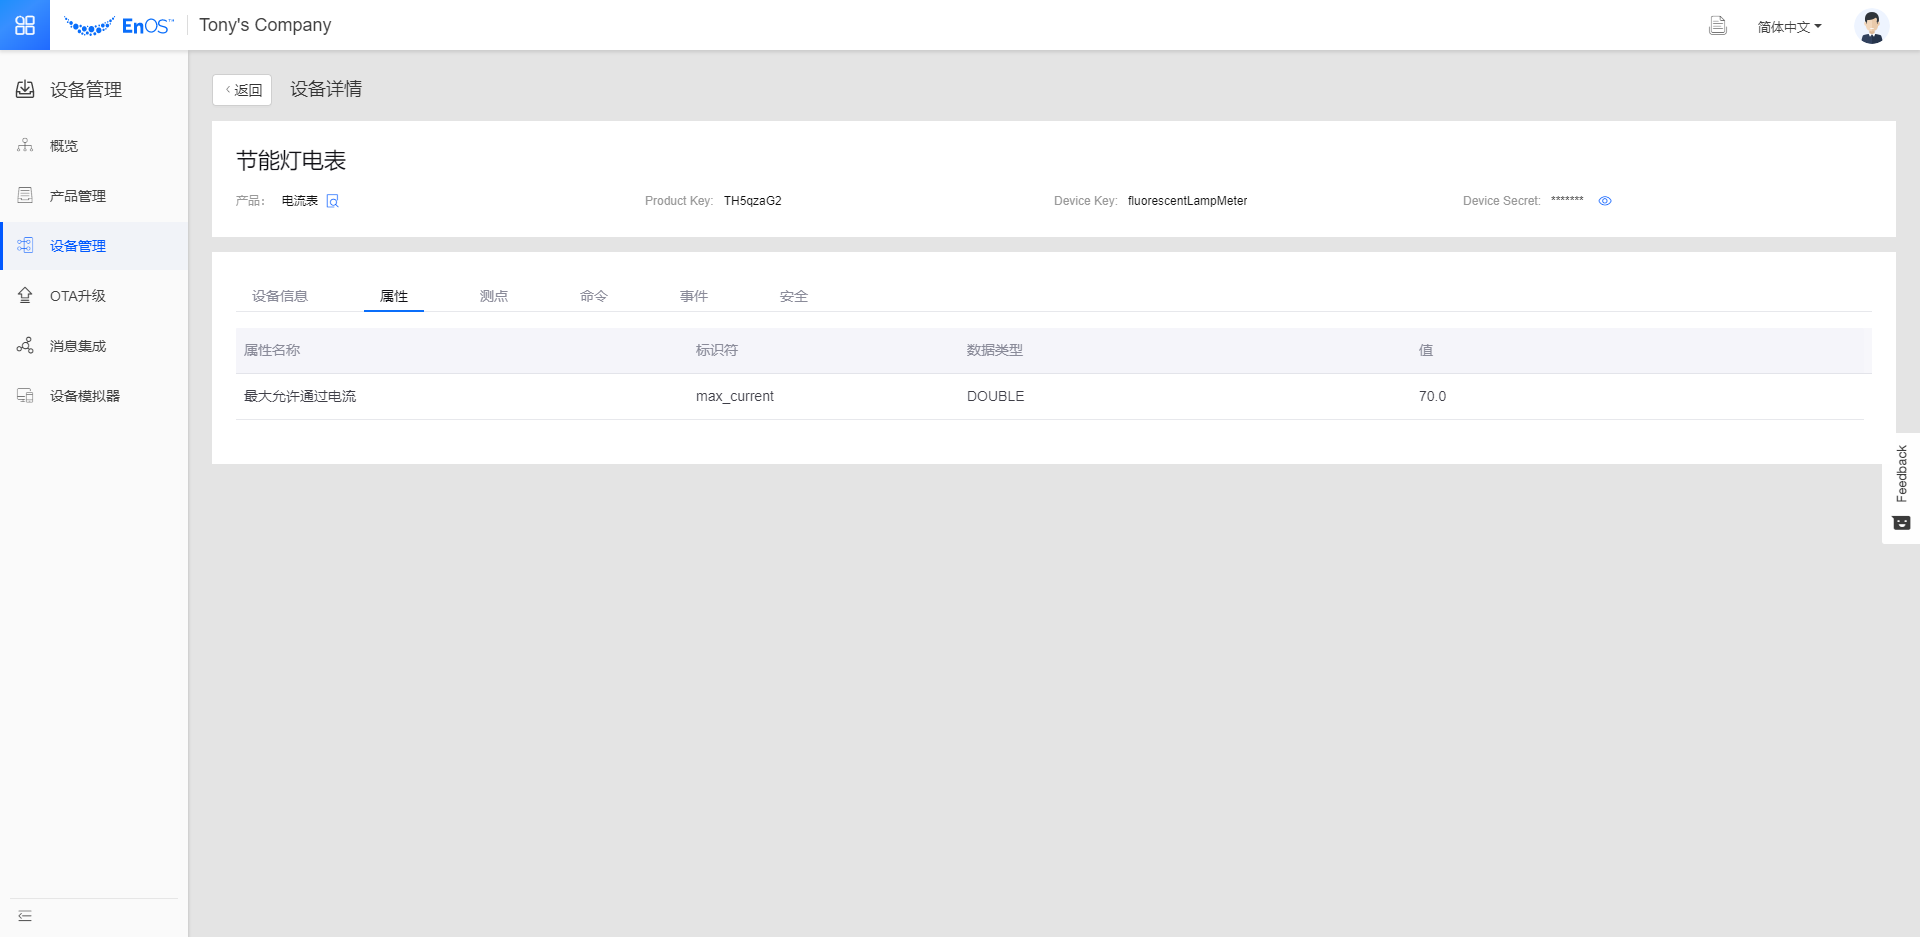 EnOS™ Tony's Company 简体中文
设备管理
概览
产品管理
设备管理
OTA升级
消息集成
设备模拟器
返回 设备详情
节能灯电表
产品： 电流表 Product Key: TH5qzaG2 Device Key: fluorescentLampMeter Device Secret: *******
设备信息 属性 测点 命令 事件 安全
属性名称 标识符 数据类型 值
最大允许通过电流 max_current DOUBLE 70.0
Feedback